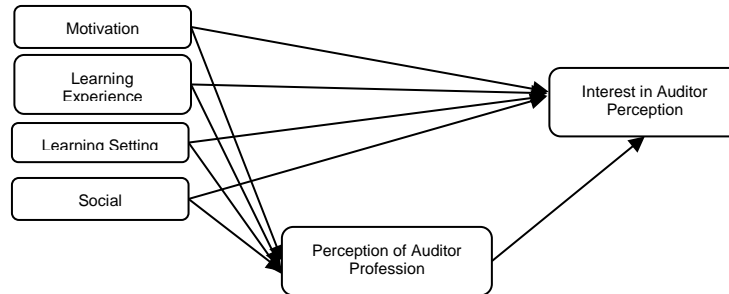 Motivation
Learning
Experience
Learning Setting
Social
Interest in Auditor
Perception
Perception of Auditor
Profession